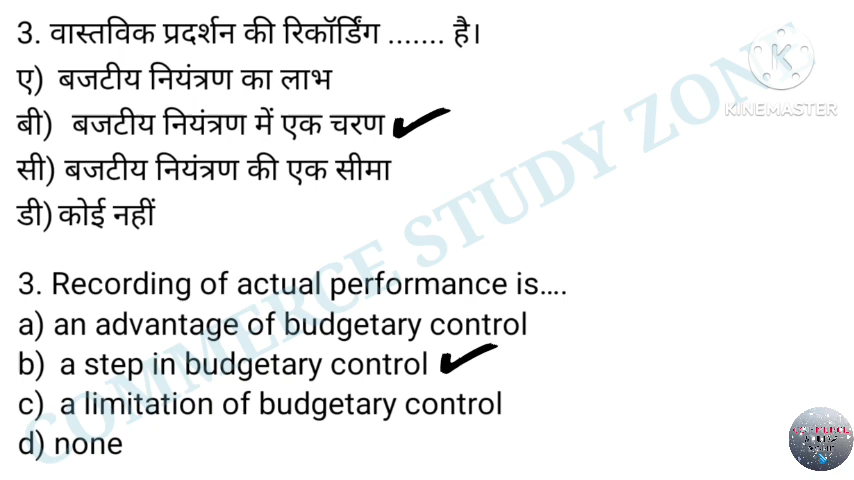 3. वास्तविक प्रदर्शन की रिकॉर्डिंग ....... है।
ए) बजटीय नियंत्रण का लाभ
बी) बजटीय नियंत्रण में एक चरण
सी) बजटीय नियंत्रण की एक सीमा
डी) कोई नहीं
3. Recording of actual performance is....
a) an advantage of budgetary control
b) a step in budgetary control
c) a limitation of budgetary control
d) none
COMMERCE STUDY ZONE
K
KINEMASTER